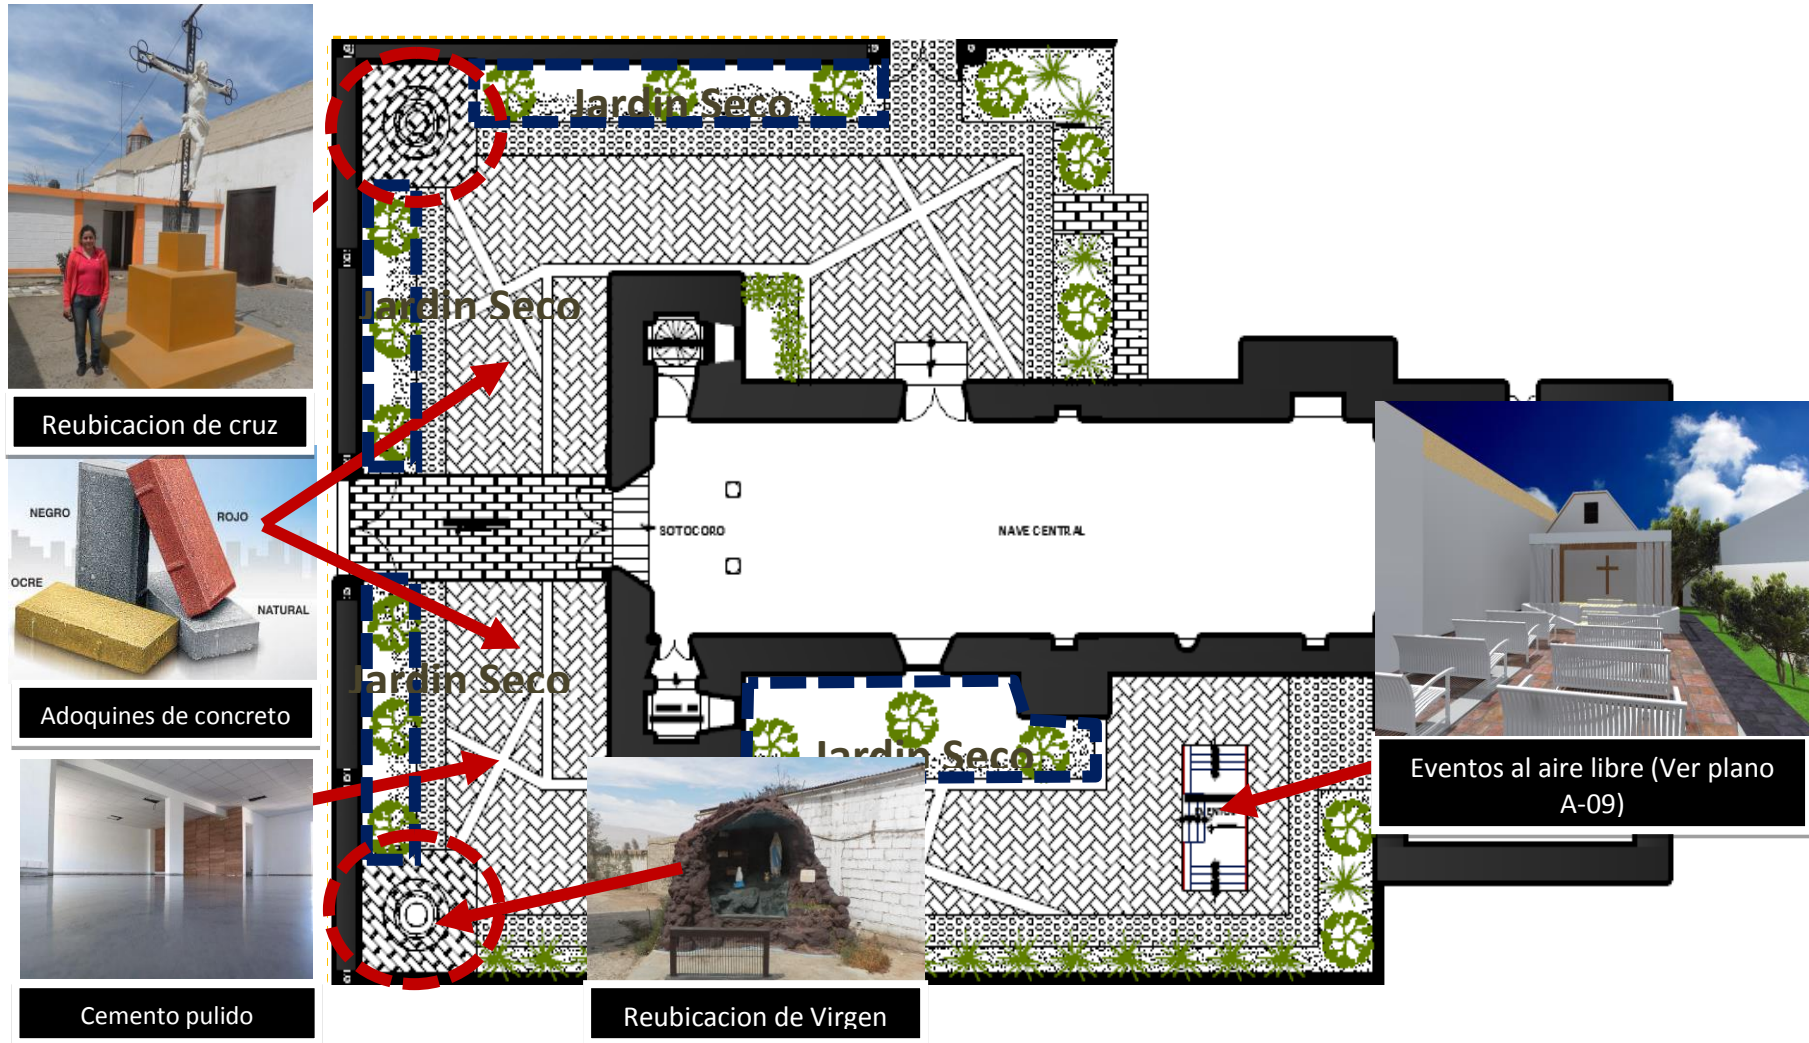 Jardin Seco
Jardin Seco
Reubicacion de cruz
NEGRO
ROJO
OCRE
NATURAL
SOTOCORO
NAVE CENTRAL
Jardin Seco
Adoquines de concreto
Jardin Seco
Eventos al aire libre (Ver plano
A-09)
Cemento pulido
Reubicacion de Virgen